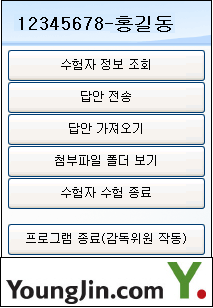 12345678-홍길동
수험자 정보 조회
답안 전송
답안 가져오기
첨부파일 폴더 보기
수험자 수험 종료
프로그램 종료(감독위원 작동)
YoungJin.com Y.